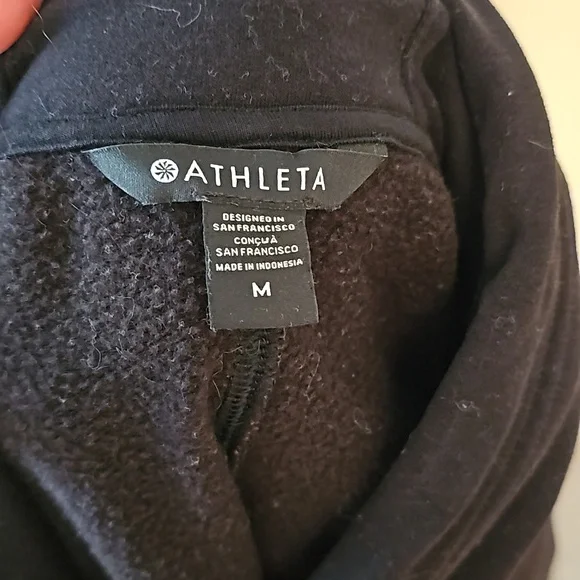 ATHLETA
DESIGNED IN
SAN FRANCISCO
CONÇU À
SAN FRANCISCO
MADE IN INDONESIA
M